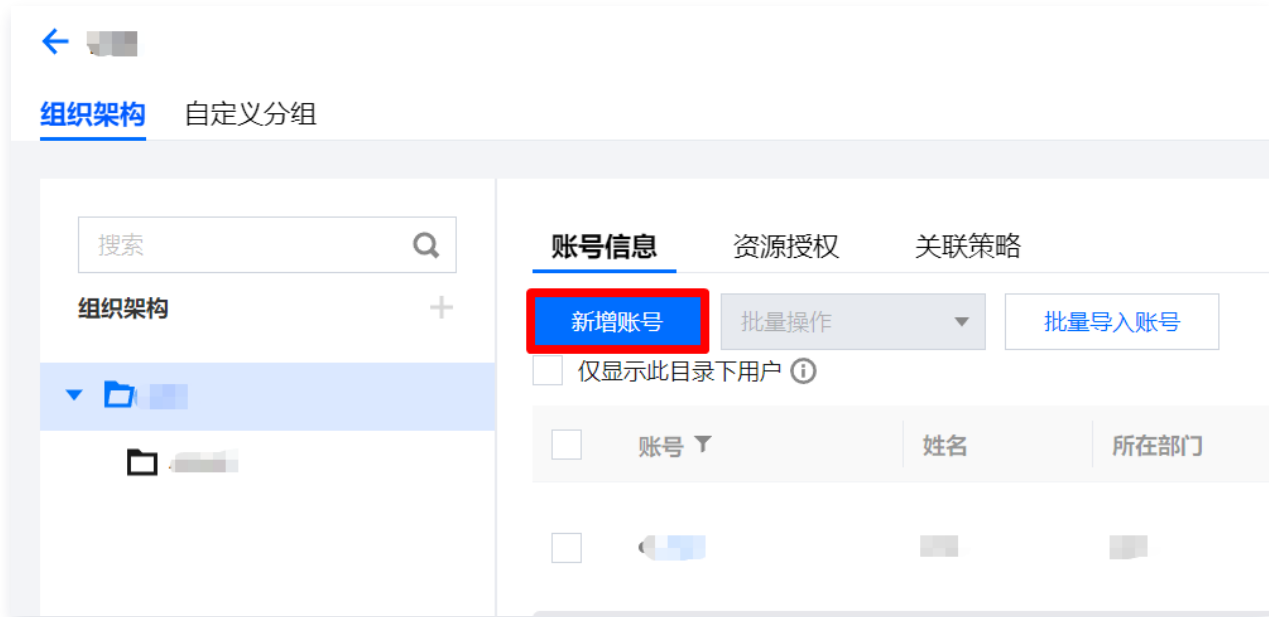 组织架构 自定义分组
搜索
组织架构
账号信息 资源授权 关联策略
新增账号 批量操作 批量导入账号
仅显示此目录下用户
账号 姓名 所在部门